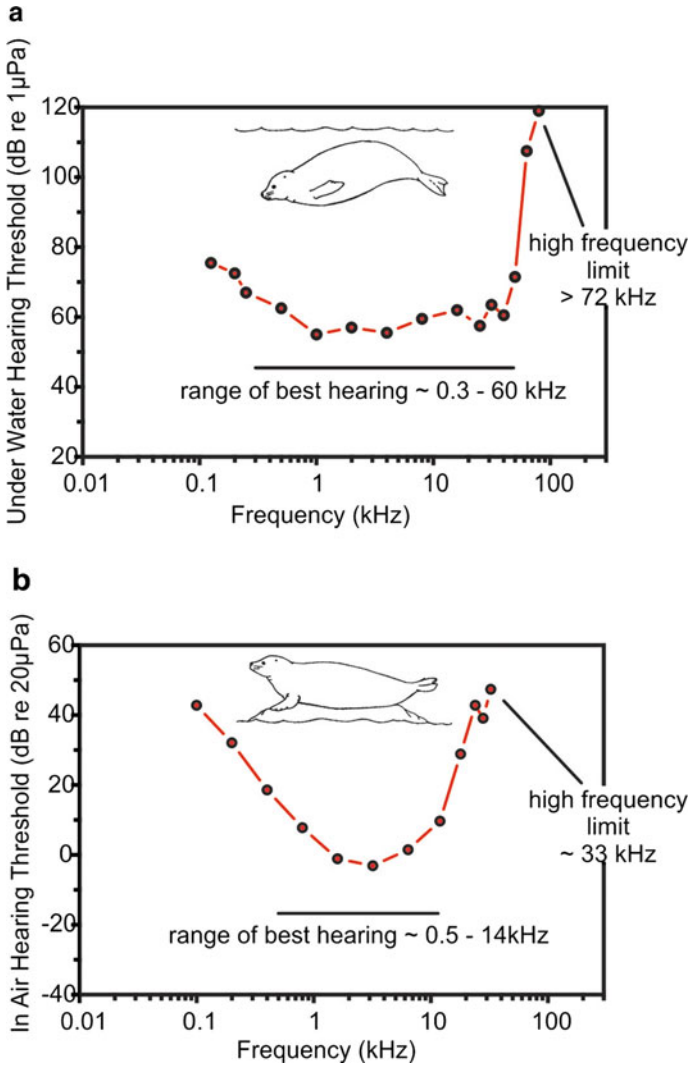 a
Under Water Hearing Threshold (dB re 1µPa)
120
100
80
60
40
20
high frequency
limit
> 72 kHz
range of best hearing ~ 0.3 - 60 kHz
0.01
0.1
1
10
100
Frequency (kHz)
b
In Air Hearing Threshold (dB re 20µPa)
60
40
20
0
-20
-40
high frequency
limit
~ 33 kHz
range of best hearing ~ 0.5 - 14kHz
0.01
0.1
1
10
100
Frequency (kHz)